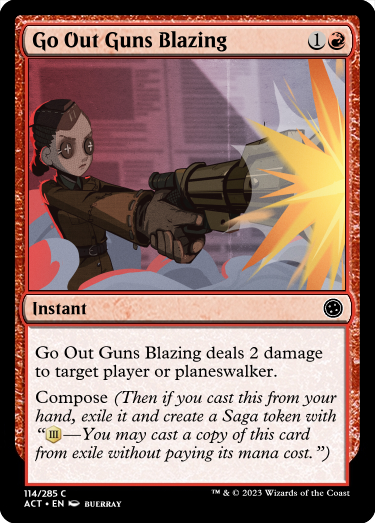 Go Out Guns Blazing 1
Instant
Go Out Guns Blazing deals 2 damage
to target player or planeswalker.
Compose (Then if you cast this from your
hand, exile it and create a Saga token with
“III—You may cast a copy of this card
from exile without paying its mana cost.”)
114/285 C
ACT • EN BUERRAY
™ & © 2023 Wizards of the Coast